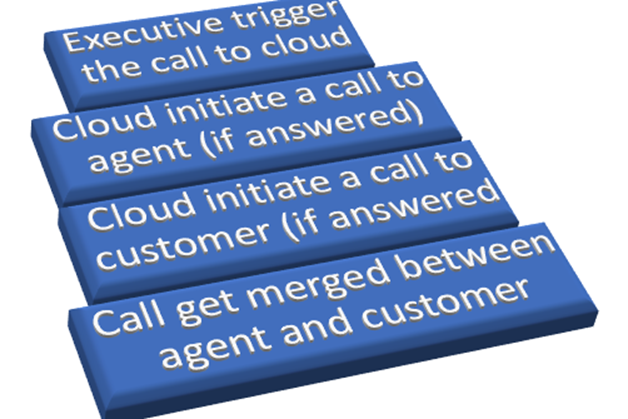 Executive trigger
the call to cloud
Cloud initiate a call to
agent (if answered)
Cloud initiate a call to
customer (if answered
Call get merged between
agent and customer